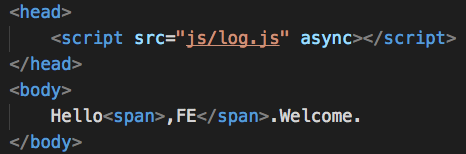 <head>
<script src="js/log.js" async></script>
</head>
<body>
Hello<span>,FE</span>.Welcome.
</body>